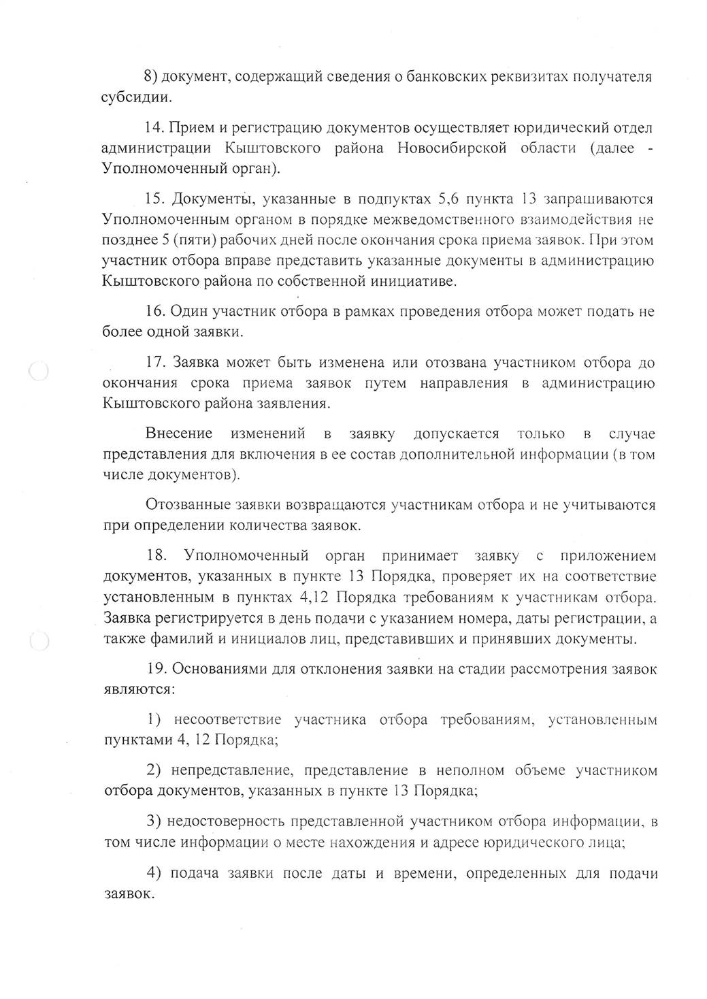 8) документ, содержащий сведения о банковских реквизитах получателя
субсидии.
14. Прием и регистрацию документов осуществляет юридический отдел
администрации Кыштовского района Новосибирской области (далее -
Уполномоченный орган).
15. Документы, указанные в подпуктах 5,6 пункта 13 запрашиваются
Уполномоченным органом в порядке межведомственного взаимодействия не
позднее 5 (пяти) рабочих дней после окончания срока приема заявок. При этом
участник отбора вправе представить указанные документы в администрацию
Кыштовского района по собственной инициативе.
16. Один участник отбора в рамках проведения отбора может подать не
более одной заявки.
17. Заявка может быть изменена или отозвана участником отбора до
окончания срока приема заявок путем направления в администрацию
Кыштовского района заявления.
Внесение изменений в заявку допускается только в случае
представления для включения в ее состав дополнительной информации (в том
числе документов).
Отозванные заявки возвращаются участникам отбора и не учитываются
при определении количества заявок.
18. Уполномоченный орган принимает заявку с приложением
документов, указанных в пункте 13 Порядка, проверяет их на соответствие
установленным в пунктах 4,12 Порядка требованиям к участникам отбора.
Заявка регистрируется в день подачи с указанием номера, даты регистрации, а
также фамилий и инициалов лиц, представивших и принявших документы.
19. Основаниями для отклонения заявки на стадии рассмотрения заявок
являются:
1) несоответствие участника отбора требованиям, установленным
пунктами 4, 12 Порядка;
2) непредставление, представление в неполном объеме участником
отбора документов, указанных в пункте 13 Порядка;
3) недостоверность представленной участником отбора информации, в
том числе информации о месте нахождения и адресе юридического лица;
4) подача заявки после даты и времени, определенных для подачи
заявок.